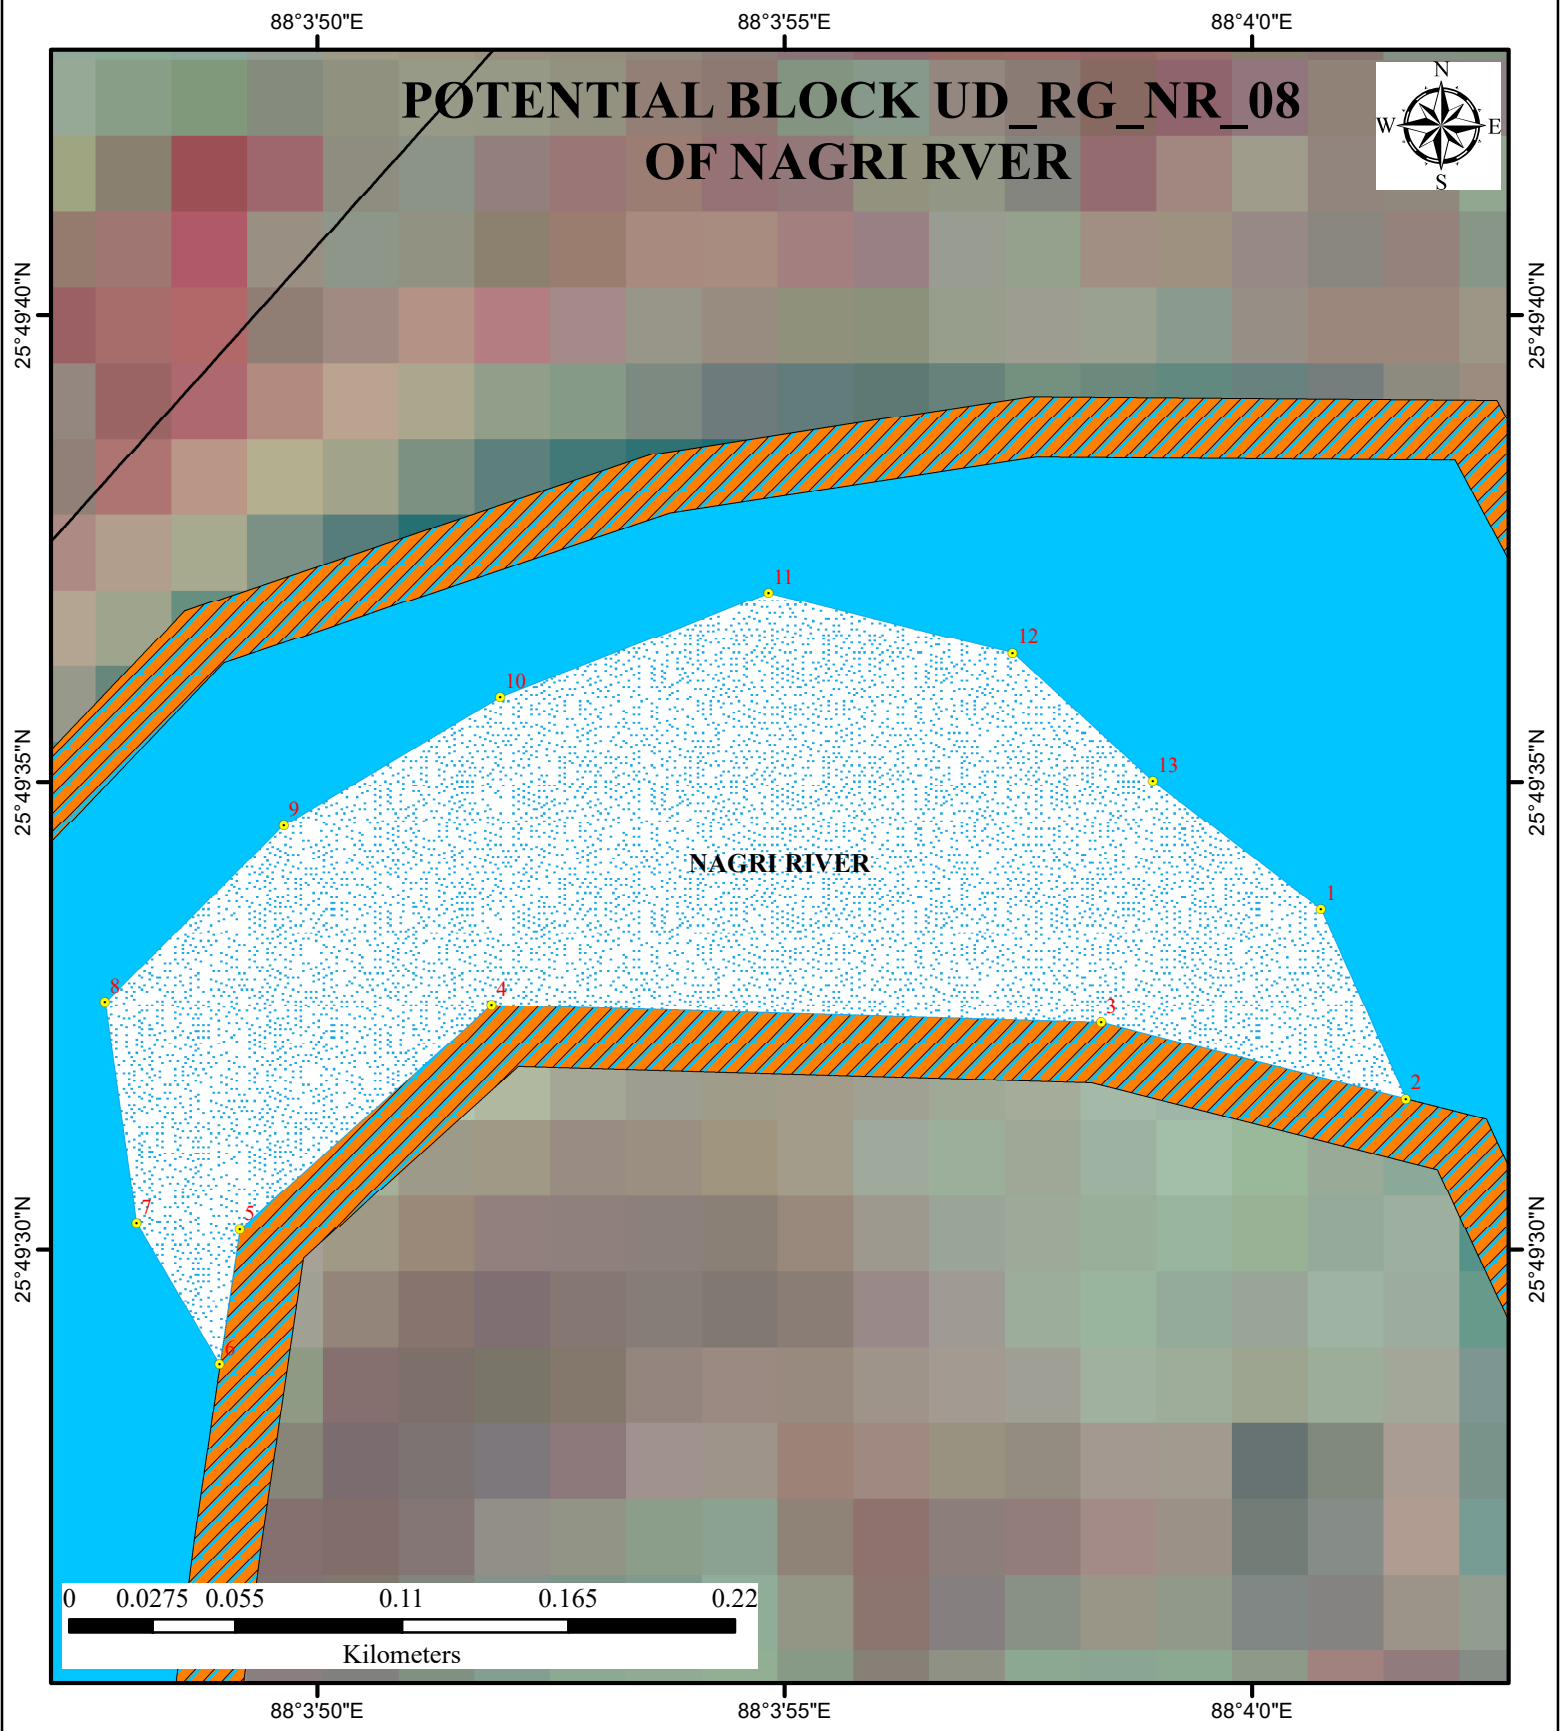 88°3'50"E 88°3'55"E 88°4'0"E
POTENTIAL BLOCK UD_RG_NR_08
OF NAGRI RVER
N
W E
S
25°49'40"N 25°49'40"N
11
12
10
13
25°49'35"N 25°49'35"N
9
NAGRI RIVER
1
8
4
3
2
7
5
25°49'30"N 25°49'30"N
6
0 0.0275 0.055 0.11 0.165 0.22
Kilometers
88°3'50"E 88°3'55"E 88°4'0"E